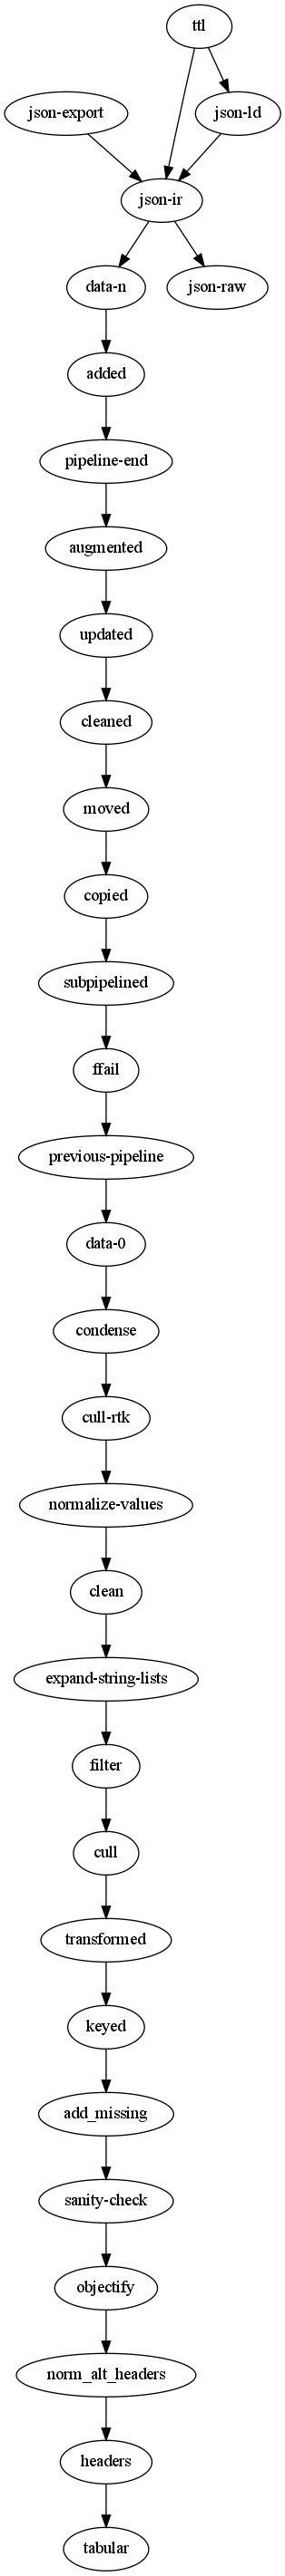 ttl
json-export
json-ld
json-ir
data-n
json-raw
added
pipeline-end
augmented
updated
cleaned
moved
copied
subpipelined
ffail
previous-pipeline
data-0
condense
cull-rtk
normalize-values
clean
expand-string-lists
filter
cull
transformed
keyed
add_missing
sanity-check
objectify
norm_alt_headers
headers
tabular